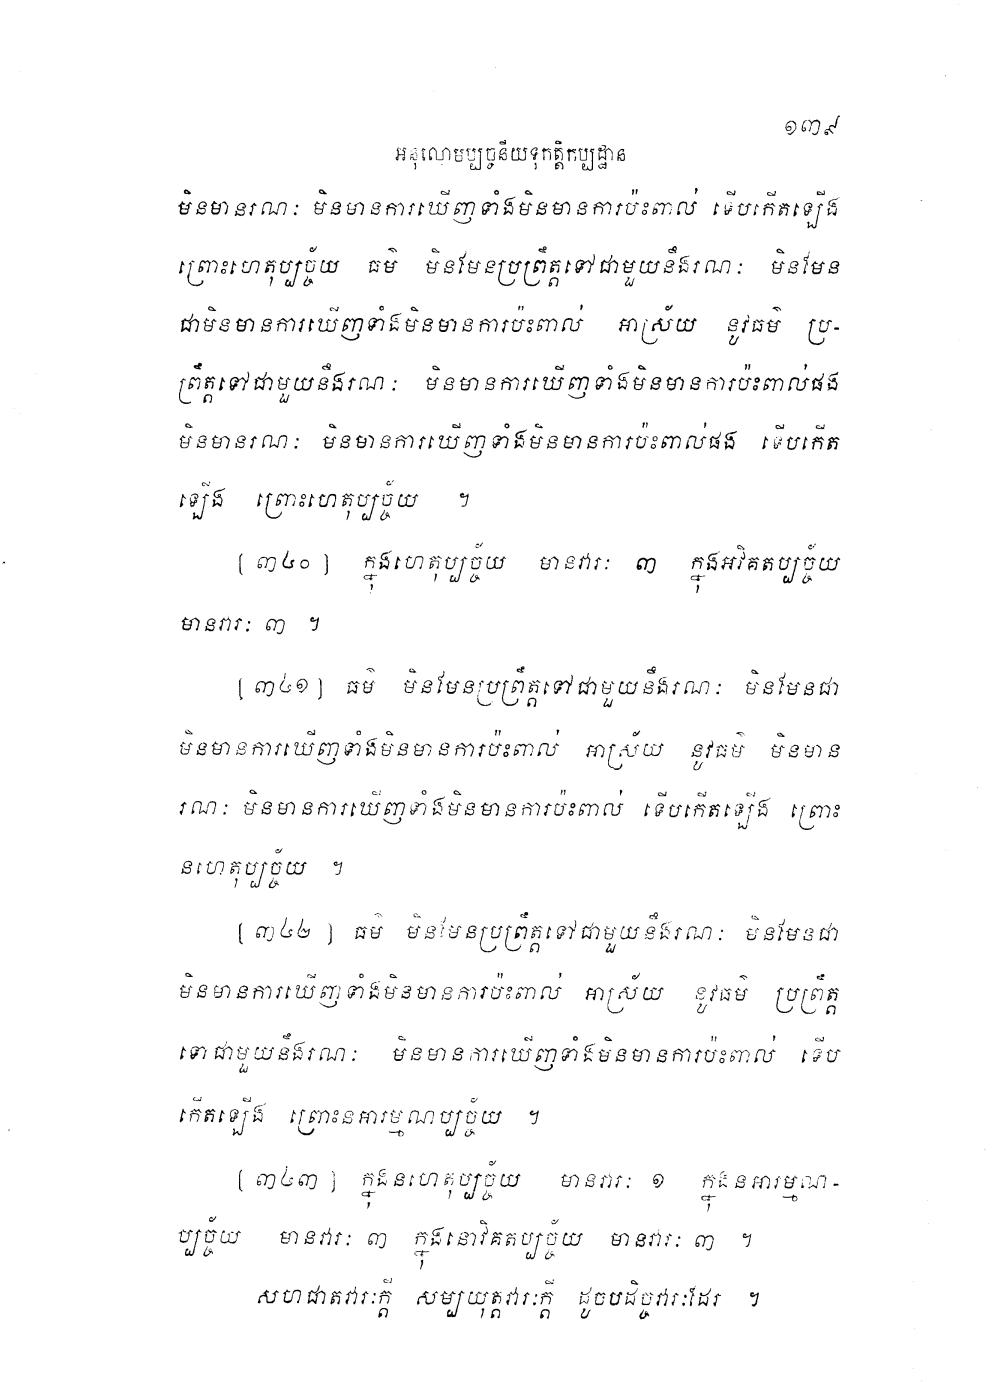 ១៣៩
អនុលោមប្បច្ចនីយទុកត្តិកប្បដ្ឋាន
មិនមានរណៈ មិនមានការឃើញទាំងមិនមានការប៉ះពាល់ ទើបកើតឡើង
ព្រោះហេតុប្បច្ច័យ ធម៌ មិនមែនប្រព្រឹត្តទៅជាមួយនឹងរណៈ មិនមែន
ជាមិនមានការឃើញទាំងមិនមានការប៉ះពាល់ អាស្រ័យ នូវធម៌ ប្រ-
ព្រឹត្តទៅជាមួយនឹងរណៈ មិនមានការឃើញទាំងមិនមានការប៉ះពាល់ផង
មិនមានរណៈ មិនមានការឃើញទាំងមិនមានការប៉ះពាល់ផង ទើបកើត
ឡើង ព្រោះហេតុប្បច្ច័យ ។
[៣៤០] ក្នុងហេតុប្បច្ច័យ មានវារៈ ៣ ក្នុងអវិគតប្បច្ច័យ
មានវារៈ ៣ ។
[៣៤១] ធម៌ មិនមែនប្រព្រឹត្តទៅជាមួយនឹងរណៈ មិនមែនជា
មិនមានការឃើញទាំងមិនមានការប៉ះពាល់ អាស្រ័យ នូវធម៌ មិនមាន
រណៈ មិនមានការឃើញទាំងមិនមានការប៉ះពាល់ ទើបកើតឡើង ព្រោះ
នហេតុប្បច្ច័យ ។
[៣៤២] ធម៌ មិនមែនប្រព្រឹត្តទៅជាមួយនឹងរណៈ មិនមែនជា
មិនមានការឃើញទាំងមិនមានការប៉ះពាល់ អាស្រ័យ នូវធម៌ ប្រព្រឹត្ត
ទៅជាមួយនឹងរណៈ មិនមានការឃើញទាំងមិនមានការប៉ះពាល់ ទើប
កើតឡើង ព្រោះនអារម្មណប្បច្ច័យ ។
[៣៤៣] ក្នុងនហេតុប្បច្ច័យ មានវារៈ ១ ក្នុងនអារម្មណ-
ប្បច្ច័យ មានវារៈ ៣ ក្នុងនោវិគតប្បច្ច័យ មានវារៈ ៣ ។
សហជាតវារៈក្តី សម្បយុត្តវារៈក្តី ដូចបដិច្ចវារៈដែរ ។